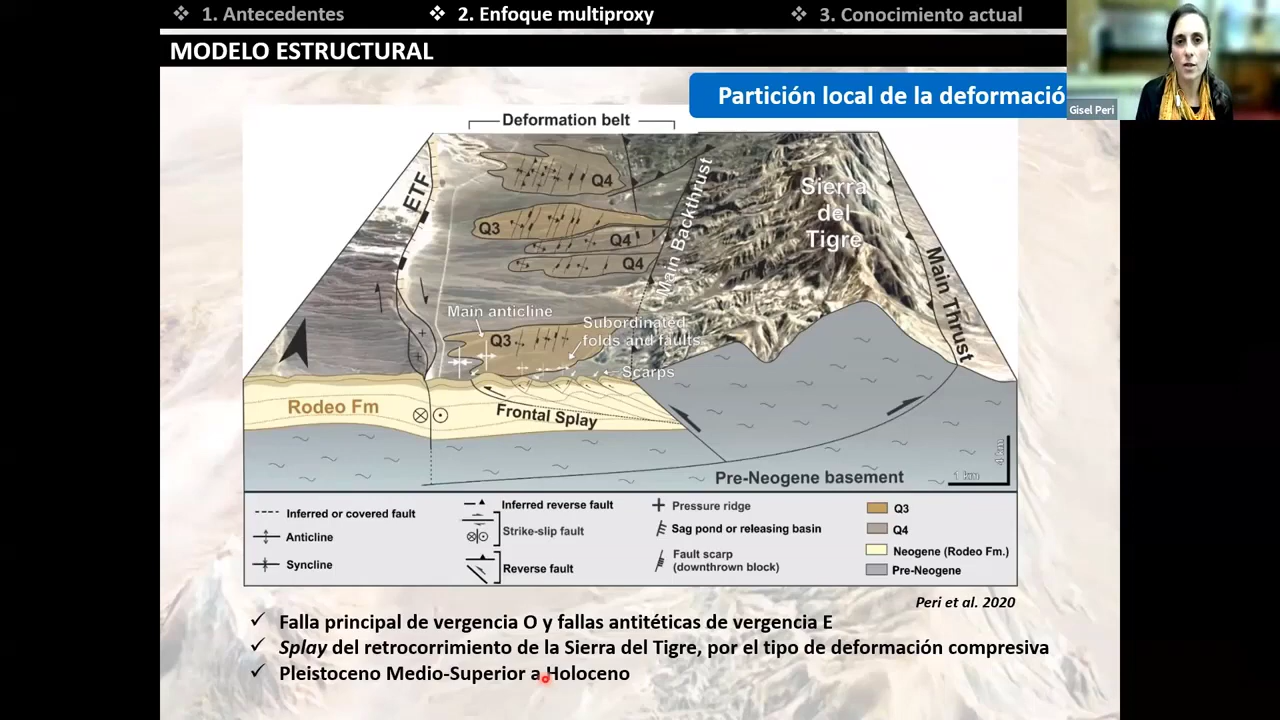 ❖ 1. Antecedentes ❖ 2. Enfoque multiproxy ❖ 3. Conocimiento actual
MODELO ESTRUCTURAL
Partición local de la deformació
Gisel Peri
Deformation belt
ETF
Q4
Q3
Q4
Q4
Main Backthrust
Sierra
del
Tigre
Main Thrust
Main anticline
Subordinated
folds and faults
Q3
Scarps
Rodeo Fm
Frontal Splay
Pre-Neogene basement
1 km
Inferred or covered fault
Anticline
Syncline
Inferred reverse fault
Strike-slip fault
Reverse fault
Pressure ridge
Sag pond or releasing basin
Fault scarp
(downthrown block)
Q3
Q4
Neogene (Rodeo Fm.)
Pre-Neogene
Peri et al. 2020
✓ Falla principal de vergencia O y fallas antitéticas de vergencia E
✓ Splay del retrocorrimiento de la Sierra del Tigre, por el tipo de deformación compresiva
✓ Pleistoceno Medio-Superior a Holoceno